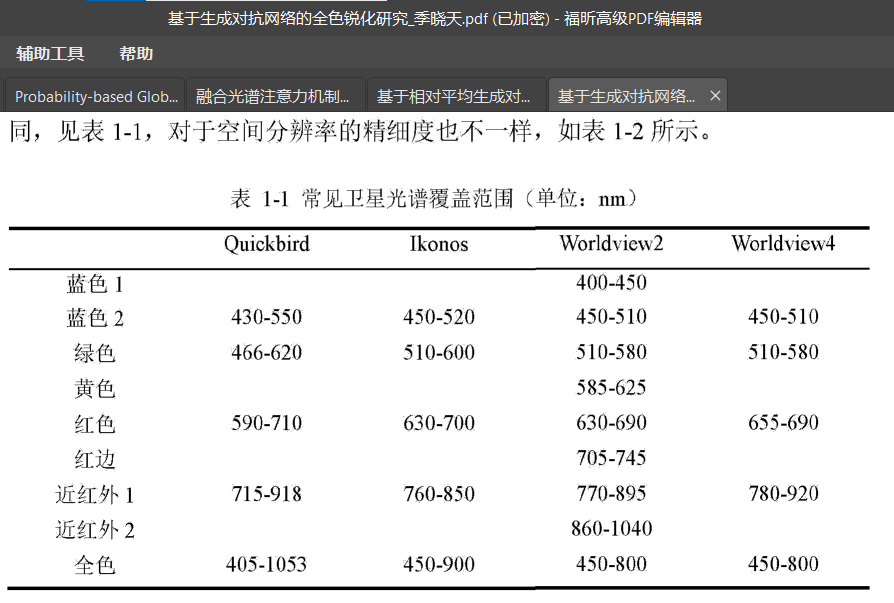 基于生成对抗网络的全色锐化研究_季晓天.pdf (已加密) - 福昕高级PDF编辑器
辅助工具 帮助
Probability-based Glob... 融合光谱注意力机制... 基于相对平均生成对... 基于生成对抗网络... ×
同，见表 1-1，对于空间分辨率的精细度也不一样，如表 1-2 所示。
表 1-1 常见卫星光谱覆盖范围（单位：nm）
Quickbird Ikonos Worldview2 Worldview4
蓝色 1 400-450
蓝色 2 430-550 450-520 450-510 450-510
绿色 466-620 510-600 510-580 510-580
黄色 585-625
红色 590-710 630-700 630-690 655-690
红边 705-745
近红外 1 715-918 760-850 770-895 780-920
近红外 2 860-1040
全色 405-1053 450-900 450-800 450-800